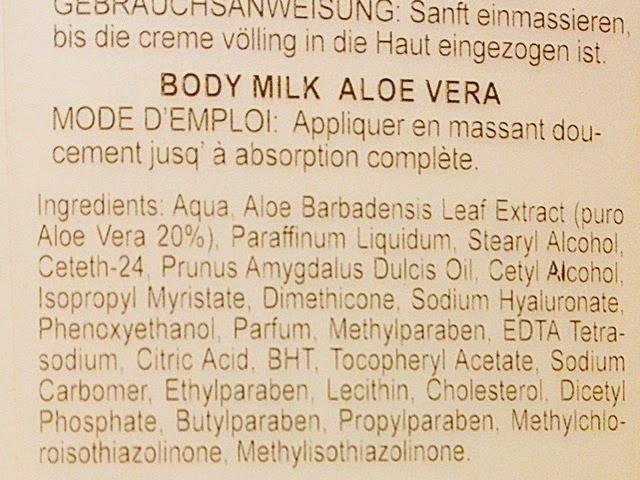 GEBRAUCHSANWEISUNG: Sanft einmassieren,
bis die creme völling in die Haut eingezogen ist.
BODY MILK ALOE VERA
MODE D'EMPLOI: Appliquer en massant dou-
cement jusq' à absorption complète.
Ingredients: Aqua, Aloe Barbadensis Leaf Extract (puro
Aloe Vera 20%), Paraffinum Liquidum, Stearyl Alcohol,
Ceteth-24, Prunus Amygdalus Dulcis Oil, Cetyl Alcohol,
Isopropyl Myristate, Dimethicone, Sodium Hyaluronate,
Phencxyethanol, Parfum, Methylparaben, EDTA Tetra-
sodium, Citric Acid, BHT, Tocopheryl Acetate, Sodium
Carbomer, Ethylparaben, Lecithin, Cholesterol, Dicetyl
Phosphate, Butylparaben, Propylparaben, Methylchlo-
roisothiazolinone, Methylisothiazolinone.